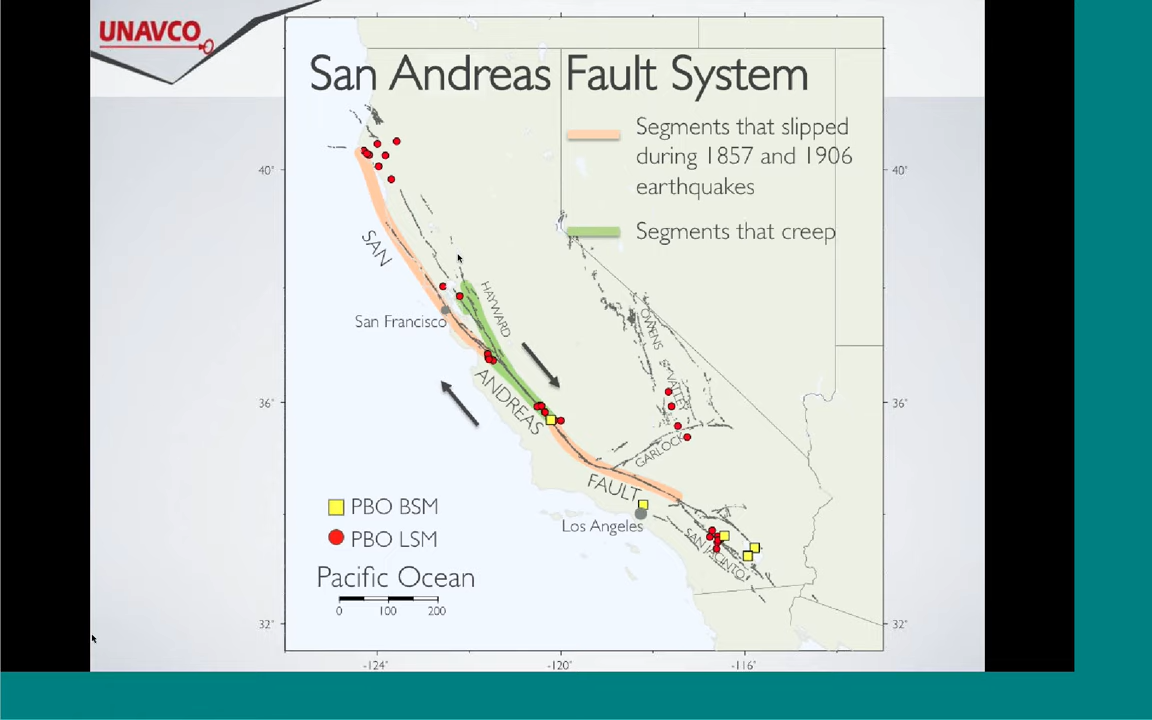 UNAVCO
San Andreas Fault System
Segments that slipped
during 1857 and 1906
earthquakes
Segments that creep
40°
40°
SAN
HAYWARD
San Francisco
OWENS
VALLEY
36°
36°
ANDREAS
GARLOCK
FAULT
PBO BSM
Los Angeles
PBO LSM
SAN JACINTO
Pacific Ocean
0 100 200
32°
32°
-124° -120° -116°